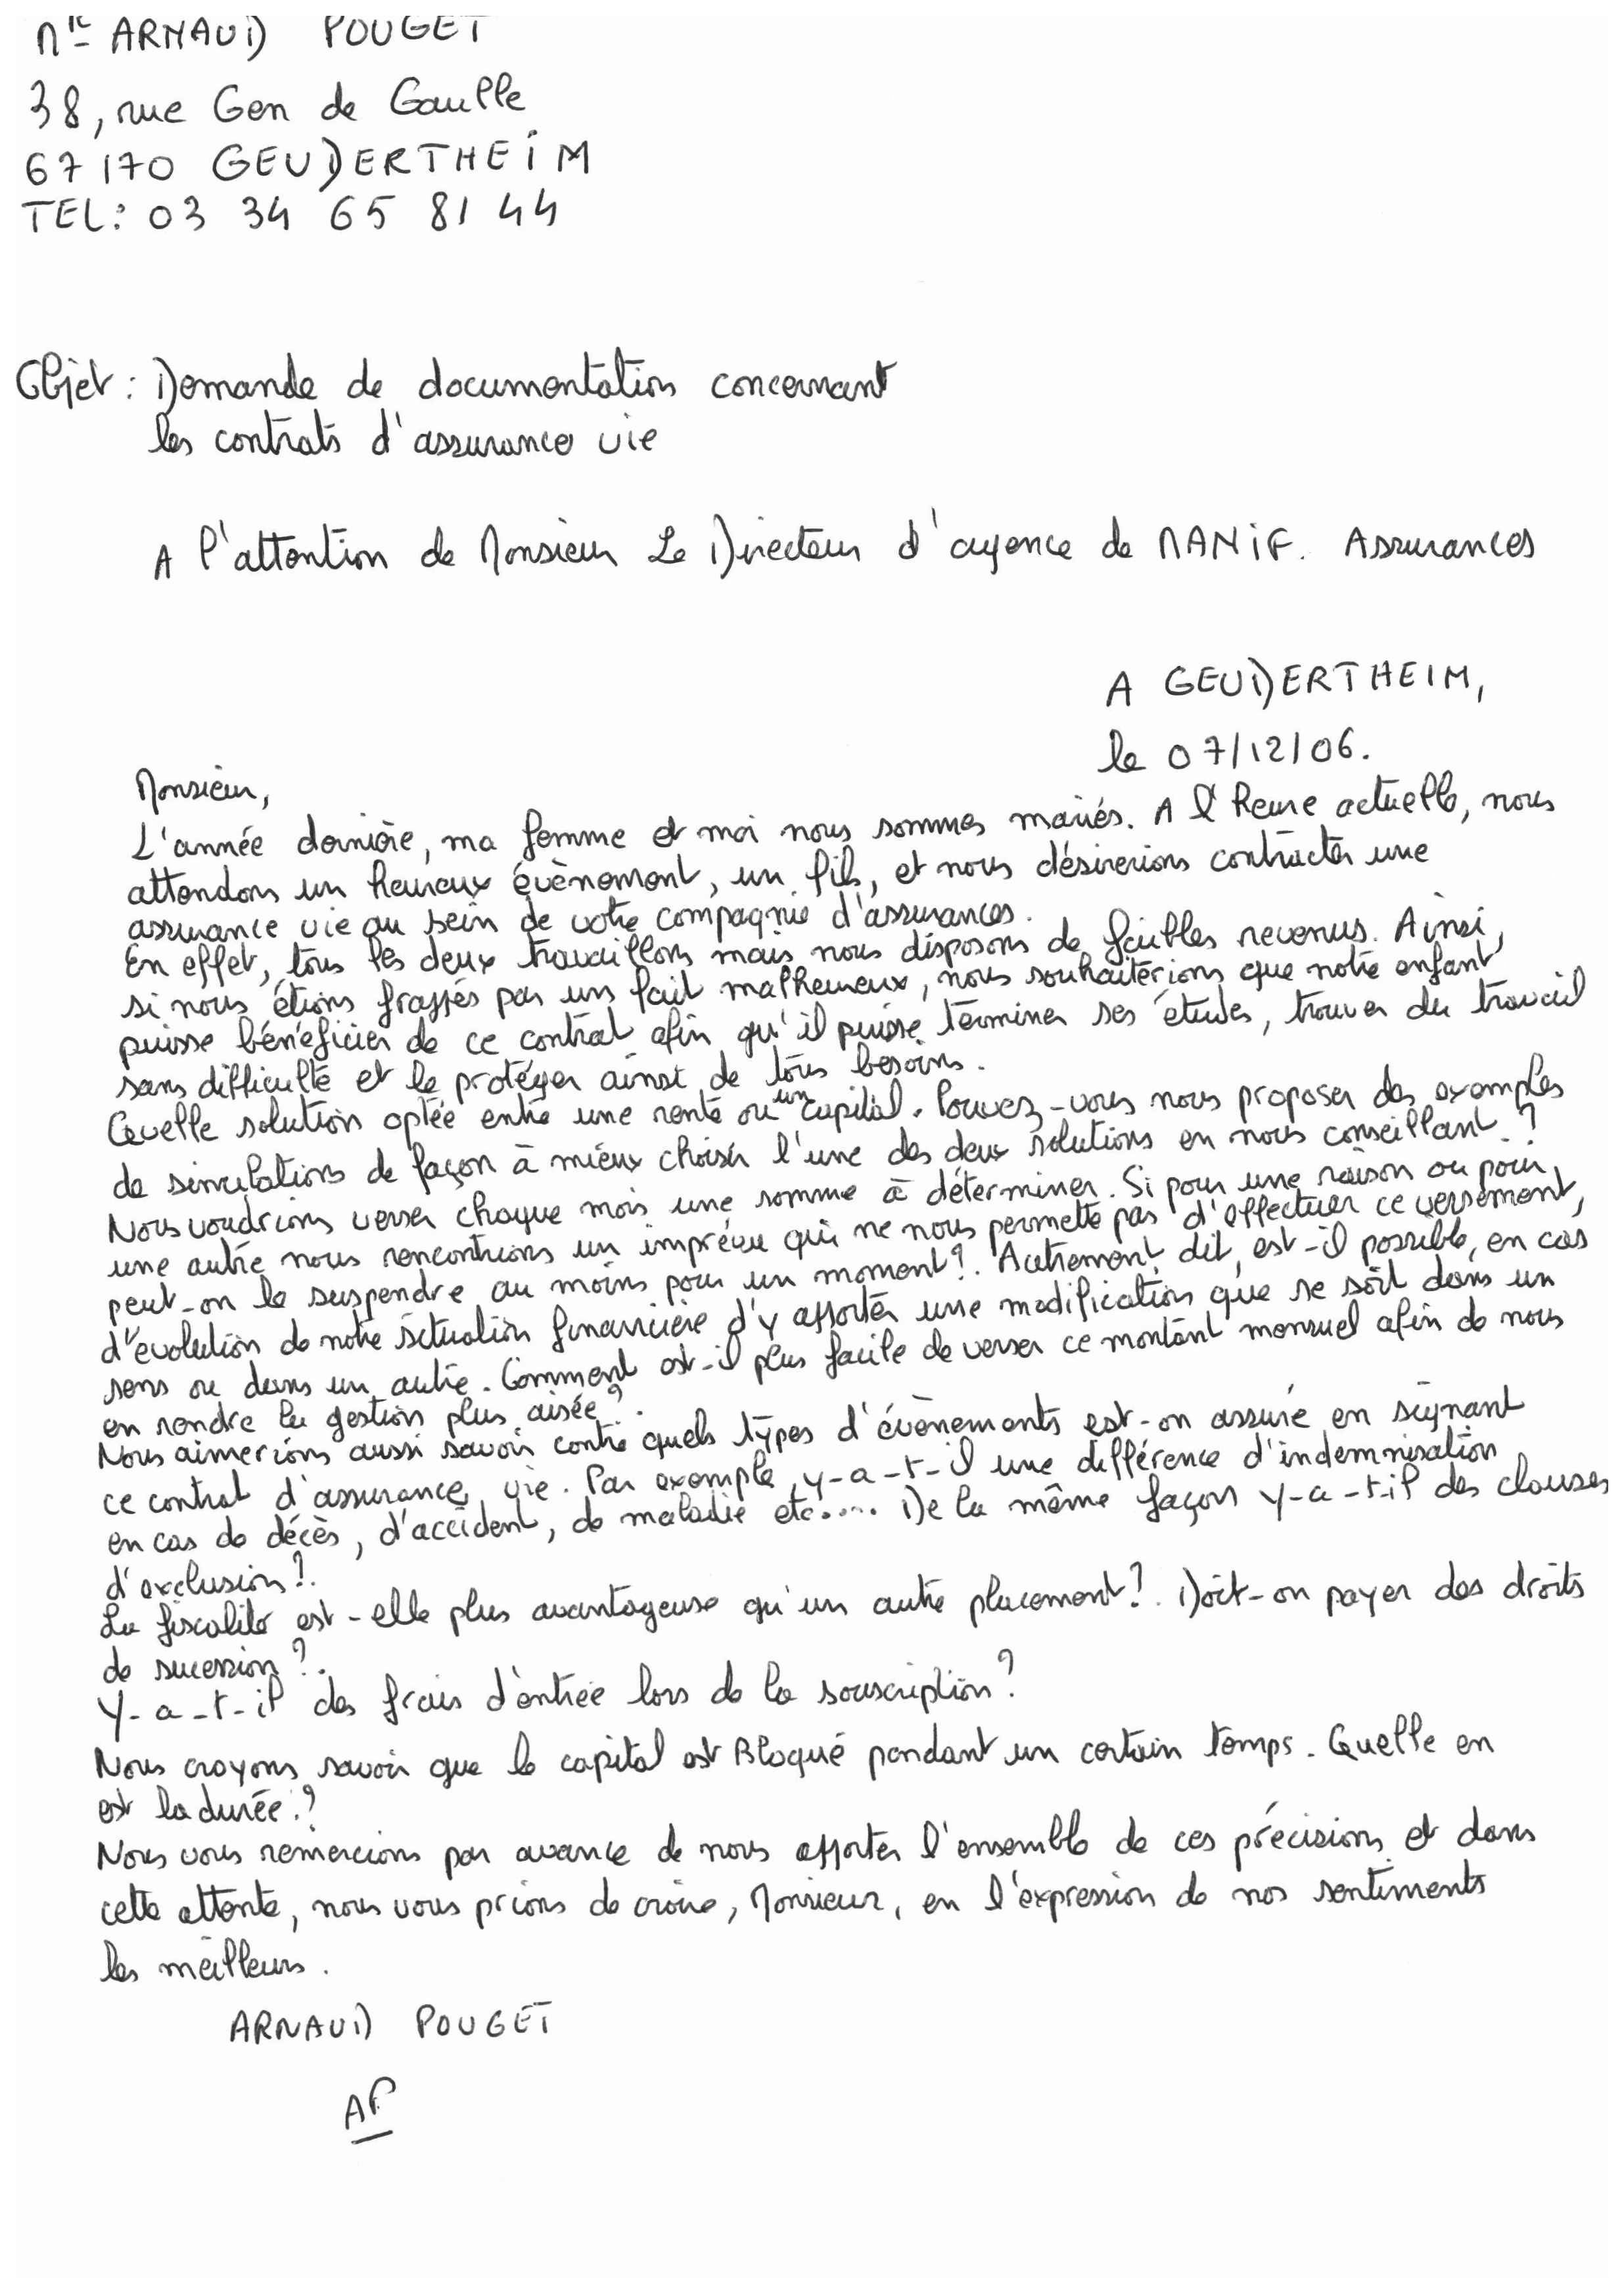 Mr ARNAUD POUGET
38, rue Gen de Gaulle
67170 GEUDERTHEIM
TEL: 03 34 65 81 44
Objet : Demande de documentation concernant
les contrats d'assurance vie
A l'attention de Monsieur Le Directeur d'agence de MANIF. Assurances
A GEUDERTHEIM,
le 07/12/06.
Monsieur,
L'année dernière, ma femme et moi nous sommes mariés. A l'heure actuelle, nous
attendons un heureux évènement, un fils, et nous désirerions contracter une
assurance vie au sein de votre compagnie d'assurances.
En effet, tous les deux travaillons mais nous disposons de faibles revenus. Ainsi,
si nous étions frappés par un fait malheureux, nous souhaiterions que notre enfant
puisse bénéficier de ce contrat afin qu'il puisse terminer ses études, trouver du travail
sans difficulté et le protéger ainsi de tous besoins.
Quelle solution optée entre une rente ou un capital. Pouvez-vous nous proposer des exemples
de simulations de façon à mieux choisir l'une des deux solutions en nous conseillant ?
Nous voudrions verser chaque mois une somme à déterminer. Si pour une raison ou pour
une autre nous rencontrions un imprévu qui ne nous permette pas d'effectuer ce versement,
peut-on le suspendre au moins pour un moment ?. Autrement dit, est-il possible, en cas
d'évolution de notre situation financière d'y apporter une modification que se soit dans un
sens ou dans un autre. Comment est-il plus facile de verser ce montant mensuel afin de nous
en rendre la gestion plus aisée ?.
Nous aimerions aussi savoir contre quels types d'évènements est-on assuré en signant
ce contrat d'assurance vie. Par exemple, y-a-t-il une différence d'indemnisation
en cas de décès, d'accident, de maladie etc..... De la même façon y-a-t-il des clauses
d'exclusion ?.
La fiscalité est-elle plus avantageuse qu'un autre placement ?. Doit-on payer des droits
de sucession ?.
Y-a-t-il des frais d'entrée lors de la souscription ?
Nous croyons savoir que le capital est Bloqué pendant un certain temps. Quelle en
est la durée. ?
Nous vous remercions par avance de nous apporter l'ensemble de ces précisions et dans
cette attente, nous vous prions de croire, Monsieur, en l'expression de nos sentiments
les meilleurs.
ARNAUD POUGET
AP